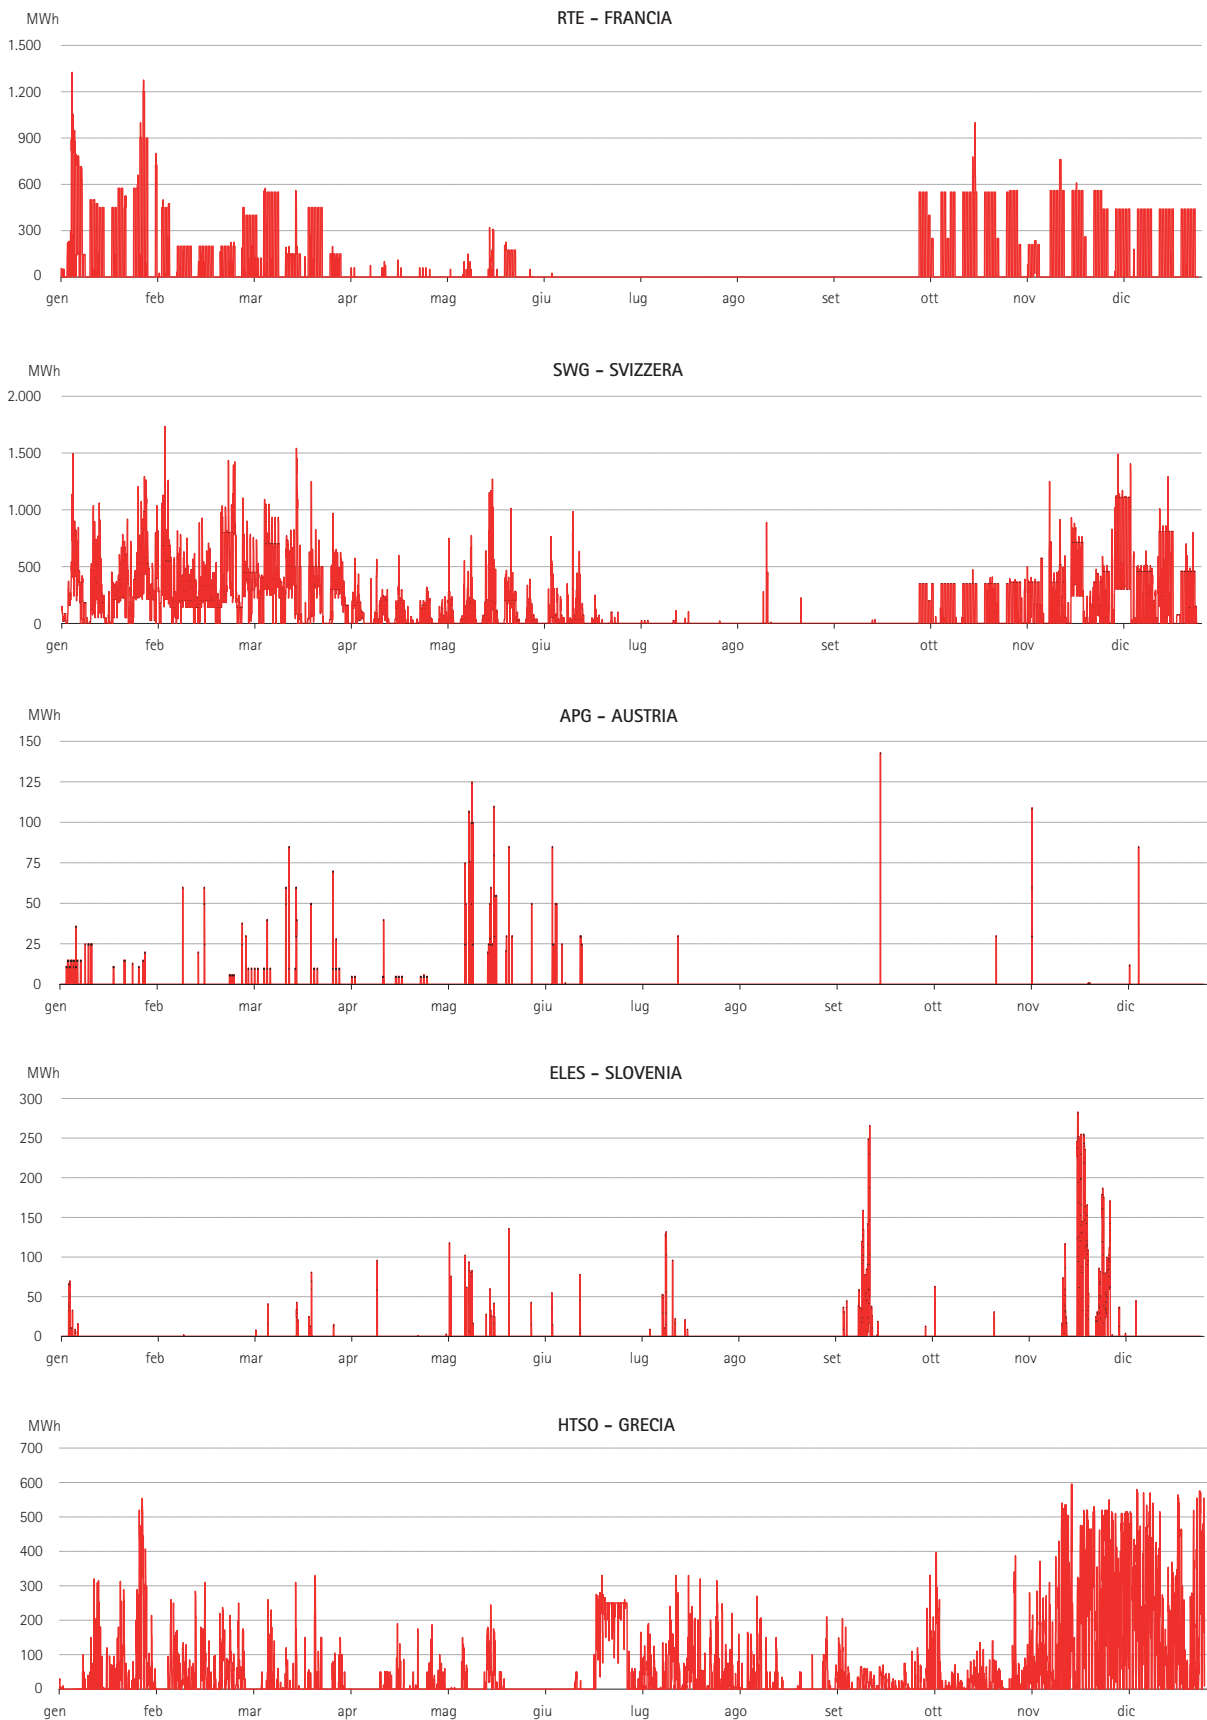 RTE – FRANCIA
MWh
1.500
1.200
900
600
300
0
gen feb mar apr mag giu lug ago set ott nov dic
SWG – SVIZZERA
MWh
2.000
1.500
1.000
500
0
gen feb mar apr mag giu lug ago set ott nov dic
APG – AUSTRIA
MWh
150
125
100
75
50
25
0
gen feb mar apr mag giu lug ago set ott nov dic
ELES – SLOVENIA
MWh
300
250
200
150
100
50
0
gen feb mar apr mag giu lug ago set ott nov dic
HTSO – GRECIA
MWh
700
600
500
400
300
200
100
0
gen feb mar apr mag giu lug ago set ott nov dic